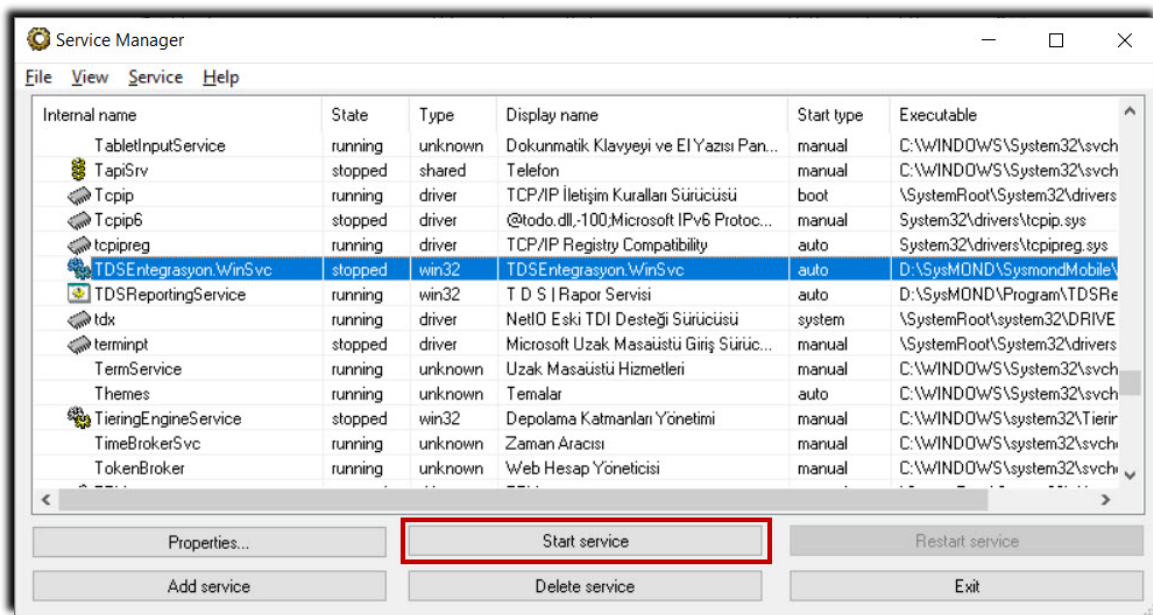 Service Manager
File View Service Help
Internal name State Type Display name Start type Executable
TabletInputService running unknown Dokunmatik Klavyeyi ve El Yazısı Pan... manual C:\WINDOWS\System32\svch
TapiSrv stopped shared Telefon manual C:\WINDOWS\System32\svch
Tcpip running driver TCP/IP İletişim Kuralları Sürücüsü boot \SystemRoot\System32\drivers
Tcpip6 stopped driver @todo.dll,-100;Microsoft IPv6 Protoc... manual System32\drivers\tcpip.sys
tcpipreg running driver TCP/IP Registry Compatibility auto System32\drivers\tcpipreg.sys
TDSEntegrasyon.WinSvc stopped win32 TDSEntegrasyon.WinSvc auto D:\SysMOND\SysmondMobile\
TDSReportingService running win32 T D S | Rapor Servisi auto D:\SysMOND\Program\TDSRe
tdx running driver NetIO Eski TDI Desteği Sürücüsü system \SystemRoot\system32\DRIVE
terminpt stopped driver Microsoft Uzak Masaüstü Giriş Sürüc... manual \SystemRoot\System32\drivers
TermService running unknown Uzak Masaüstü Hizmetleri manual C:\WINDOWS\System32\svch
Themes running unknown Temalar auto C:\WINDOWS\System32\svch
TieringEngineService stopped win32 Depolama Katmanları Yönetimi manual C:\WINDOWS\system32\Tierin
TimeBrokerSvc running unknown Zaman Aracısı manual C:\WINDOWS\system32\svch
TokenBroker running unknown Web Hesap Yöneticisi manual C:\WINDOWS\system32\svch
Properties... Start service Restart service
Add service Delete service Exit